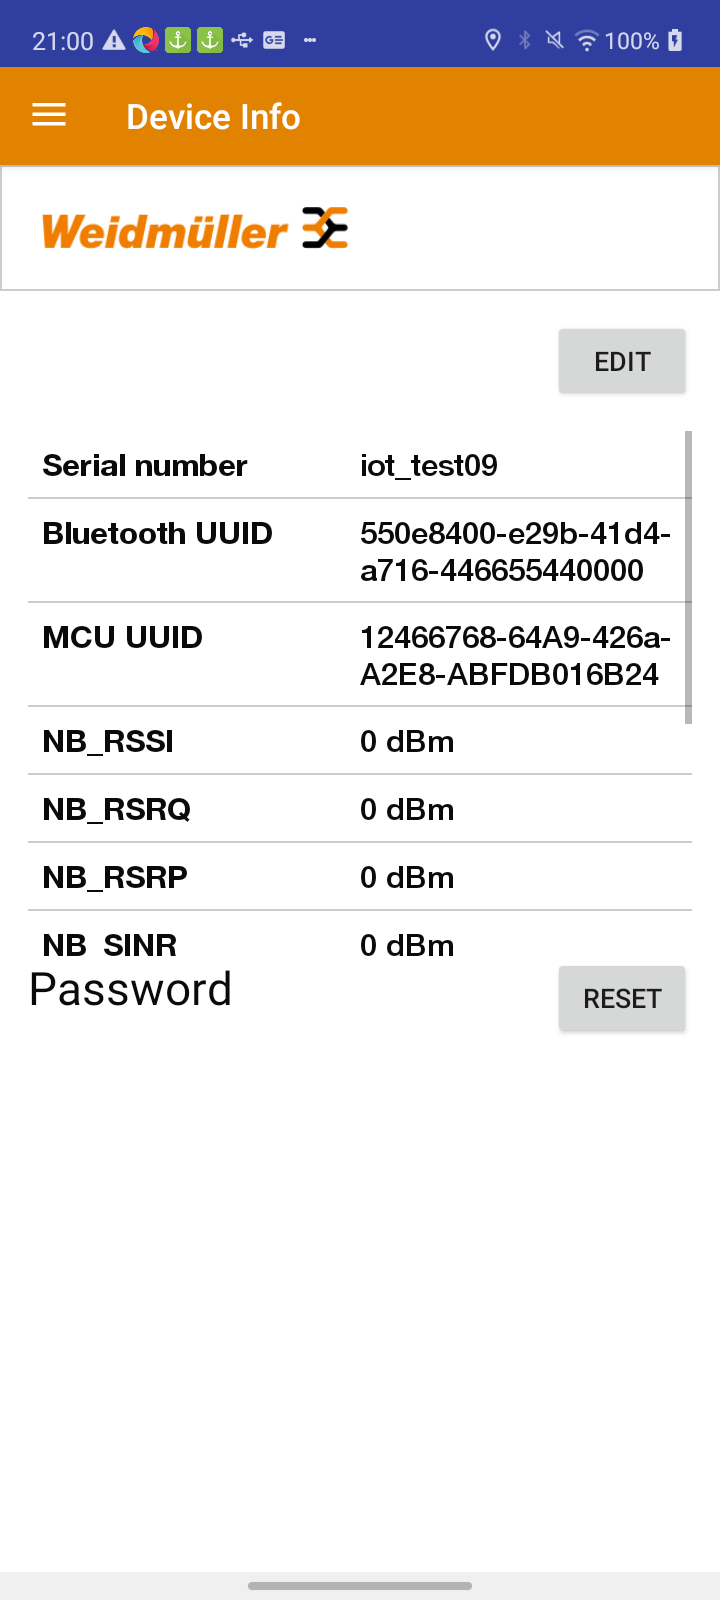 21:00 100%
Device Info
Weidmüller
EDIT
Serial number iot_test09
Bluetooth UUID 550e8400-e29b-41d4-
a716-446655440000
MCU UUID 12466768-64A9-426a-
A2E8-ABFDB016B24
NB_RSSI 0 dBm
NB_RSRQ 0 dBm
NB_RSRP 0 dBm
NB_SINR 0 dBm
Password RESET